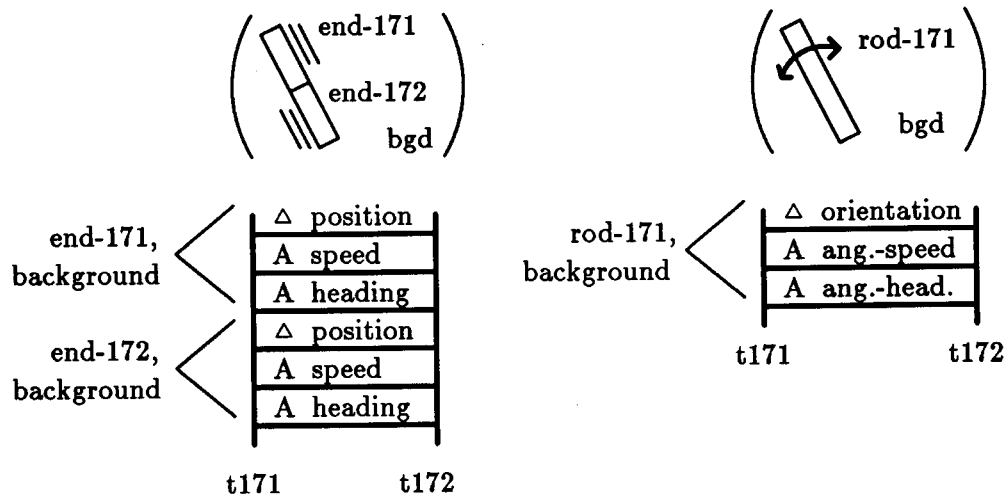 end-171
end-172
bgd
end-171,
background
△ position
A speed
A heading
end-172,
background
△ position
A speed
A heading
t171 t172
rod-171
bgd
rod-171,
background
△ orientation
A ang.-speed
A ang.-head.
t171 t172